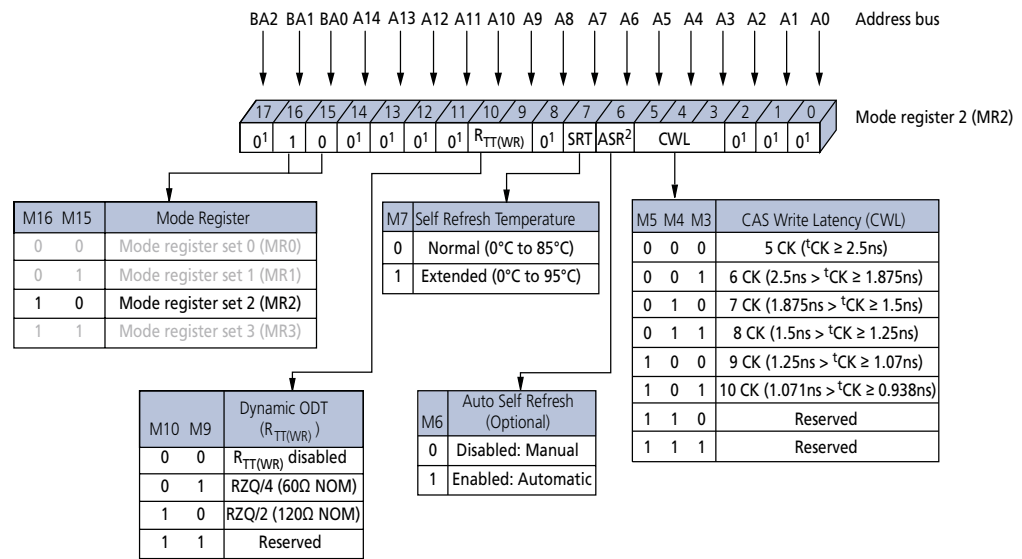 BA2 BA1 BA0 A14 A13 A12 A11 A10 A9 A8 A7 A6 A5 A4 A3 A2 A1 A0 Address bus
17 16 15 14 13 12 11 10 9 8 7 6 5 4 3 2 1 0
Mode register 2 (MR2)
0¹ 1 0 0¹ 0¹ 0¹ 0¹ RTT(WR) 0¹ SRT ASR² CWL 0¹ 0¹ 0¹
M16 M15 Mode Register
0 0 Mode register set 0 (MR0)
0 1 Mode register set 1 (MR1)
1 0 Mode register set 2 (MR2)
1 1 Mode register set 3 (MR3)
M7 Self Refresh Temperature
0 Normal (0°C to 85°C)
1 Extended (0°C to 95°C)
M5 M4 M3 CAS Write Latency (CWL)
0 0 0 5 CK (ᵗCK ≥ 2.5ns)
0 0 1 6 CK (2.5ns > ᵗCK ≥ 1.875ns)
0 1 0 7 CK (1.875ns > ᵗCK ≥ 1.5ns)
0 1 1 8 CK (1.5ns > ᵗCK ≥ 1.25ns)
1 0 0 9 CK (1.25ns > ᵗCK ≥ 1.07ns)
1 0 1 10 CK (1.071ns > ᵗCK ≥ 0.938ns)
1 1 0 Reserved
1 1 1 Reserved
M10 M9 Dynamic ODT
(RTT(WR) )
0 0 RTT(WR) disabled
0 1 RZQ/4 (60Ω NOM)
1 0 RZQ/2 (120Ω NOM)
1 1 Reserved
M6 Auto Self Refresh
(Optional)
0 Disabled: Manual
1 Enabled: Automatic